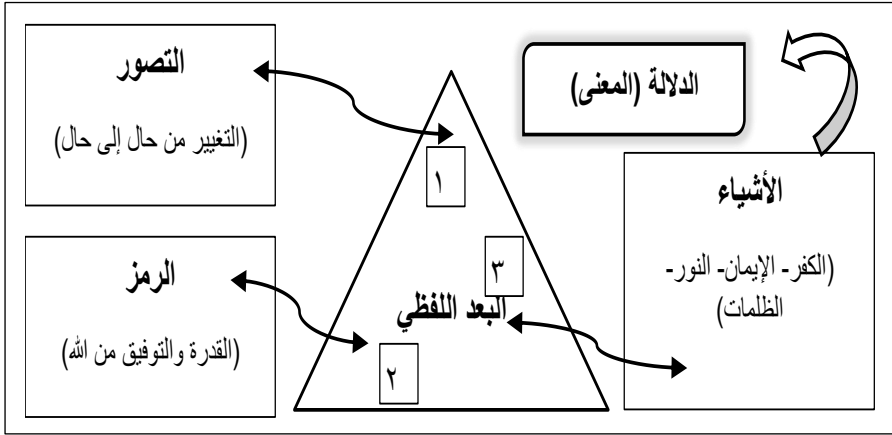 الدلالة (المعنى)
الأشياء
(الكفر- الإيمان- النور-
الظلمات)
التصور
(التغيير من حال إلى حال)
الرمز
(القدرة والتوفيق من الله)
١
٣
البعد اللفظي
٢